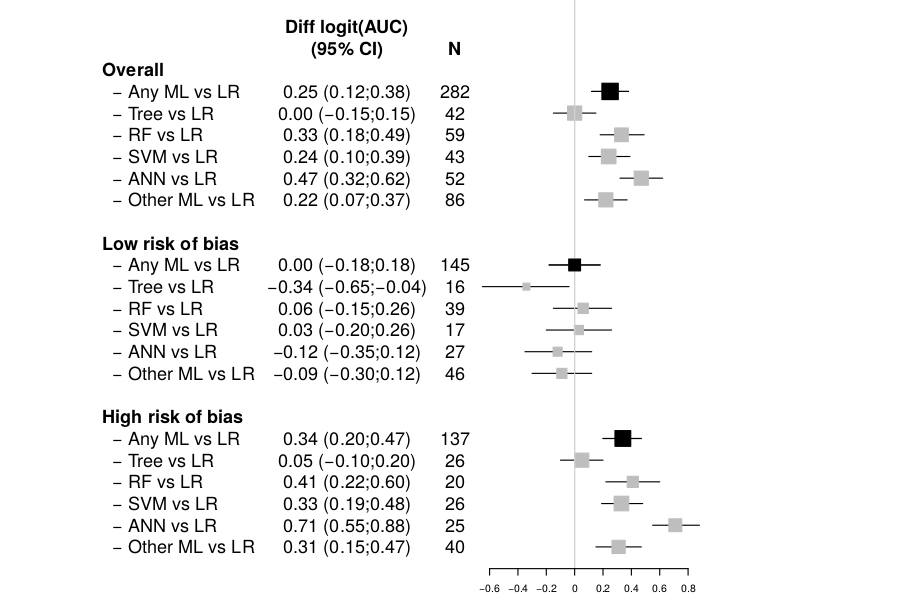 Diff logit(AUC)
(95% CI) N
Overall
− Any ML vs LR 0.25 (0.12;0.38) 282
− Tree vs LR 0.00 (−0.15;0.15) 42
− RF vs LR 0.33 (0.18;0.49) 59
− SVM vs LR 0.24 (0.10;0.39) 43
− ANN vs LR 0.47 (0.32;0.62) 52
− Other ML vs LR 0.22 (0.07;0.37) 86
Low risk of bias
− Any ML vs LR 0.00 (−0.18;0.18) 145
− Tree vs LR −0.34 (−0.65;−0.04) 16
− RF vs LR 0.06 (−0.15;0.26) 39
− SVM vs LR 0.03 (−0.20;0.26) 17
− ANN vs LR −0.12 (−0.35;0.12) 27
− Other ML vs LR −0.09 (−0.30;0.12) 46
High risk of bias
− Any ML vs LR 0.34 (0.20;0.47) 137
− Tree vs LR 0.05 (−0.10;0.20) 26
− RF vs LR 0.41 (0.22;0.60) 20
− SVM vs LR 0.33 (0.19;0.48) 26
− ANN vs LR 0.71 (0.55;0.88) 25
− Other ML vs LR 0.31 (0.15;0.47) 40
−0.6 −0.4 −0.2 0 0.2 0.4 0.6 0.8